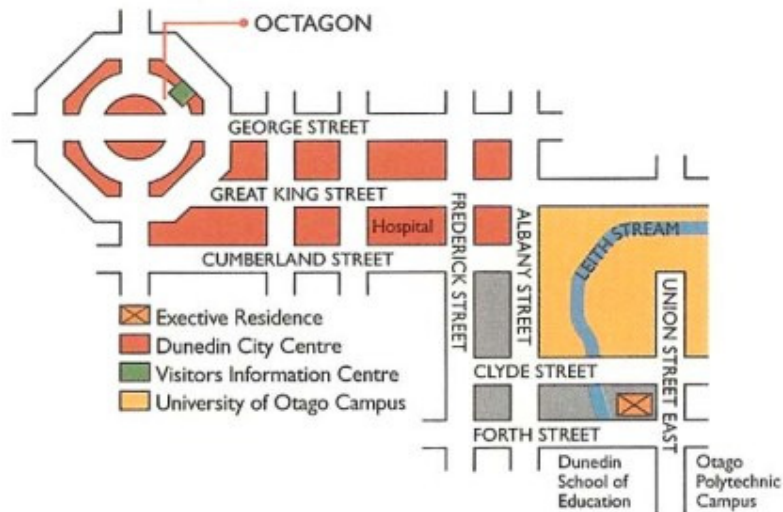 OCTAGON
GEORGE STREET
GREAT KING STREET
Hospital
CUMBERLAND STREET
FREDERICK STREET
ALBANY STREET
LEITH STREAM
UNION STREET EAST
Exective Residence
Dunedin City Centre
Visitors Information Centre
University of Otago Campus
CLYDE STREET
FORTH STREET
Dunedin
School of
Education
Otago
Polytechnic
Campus